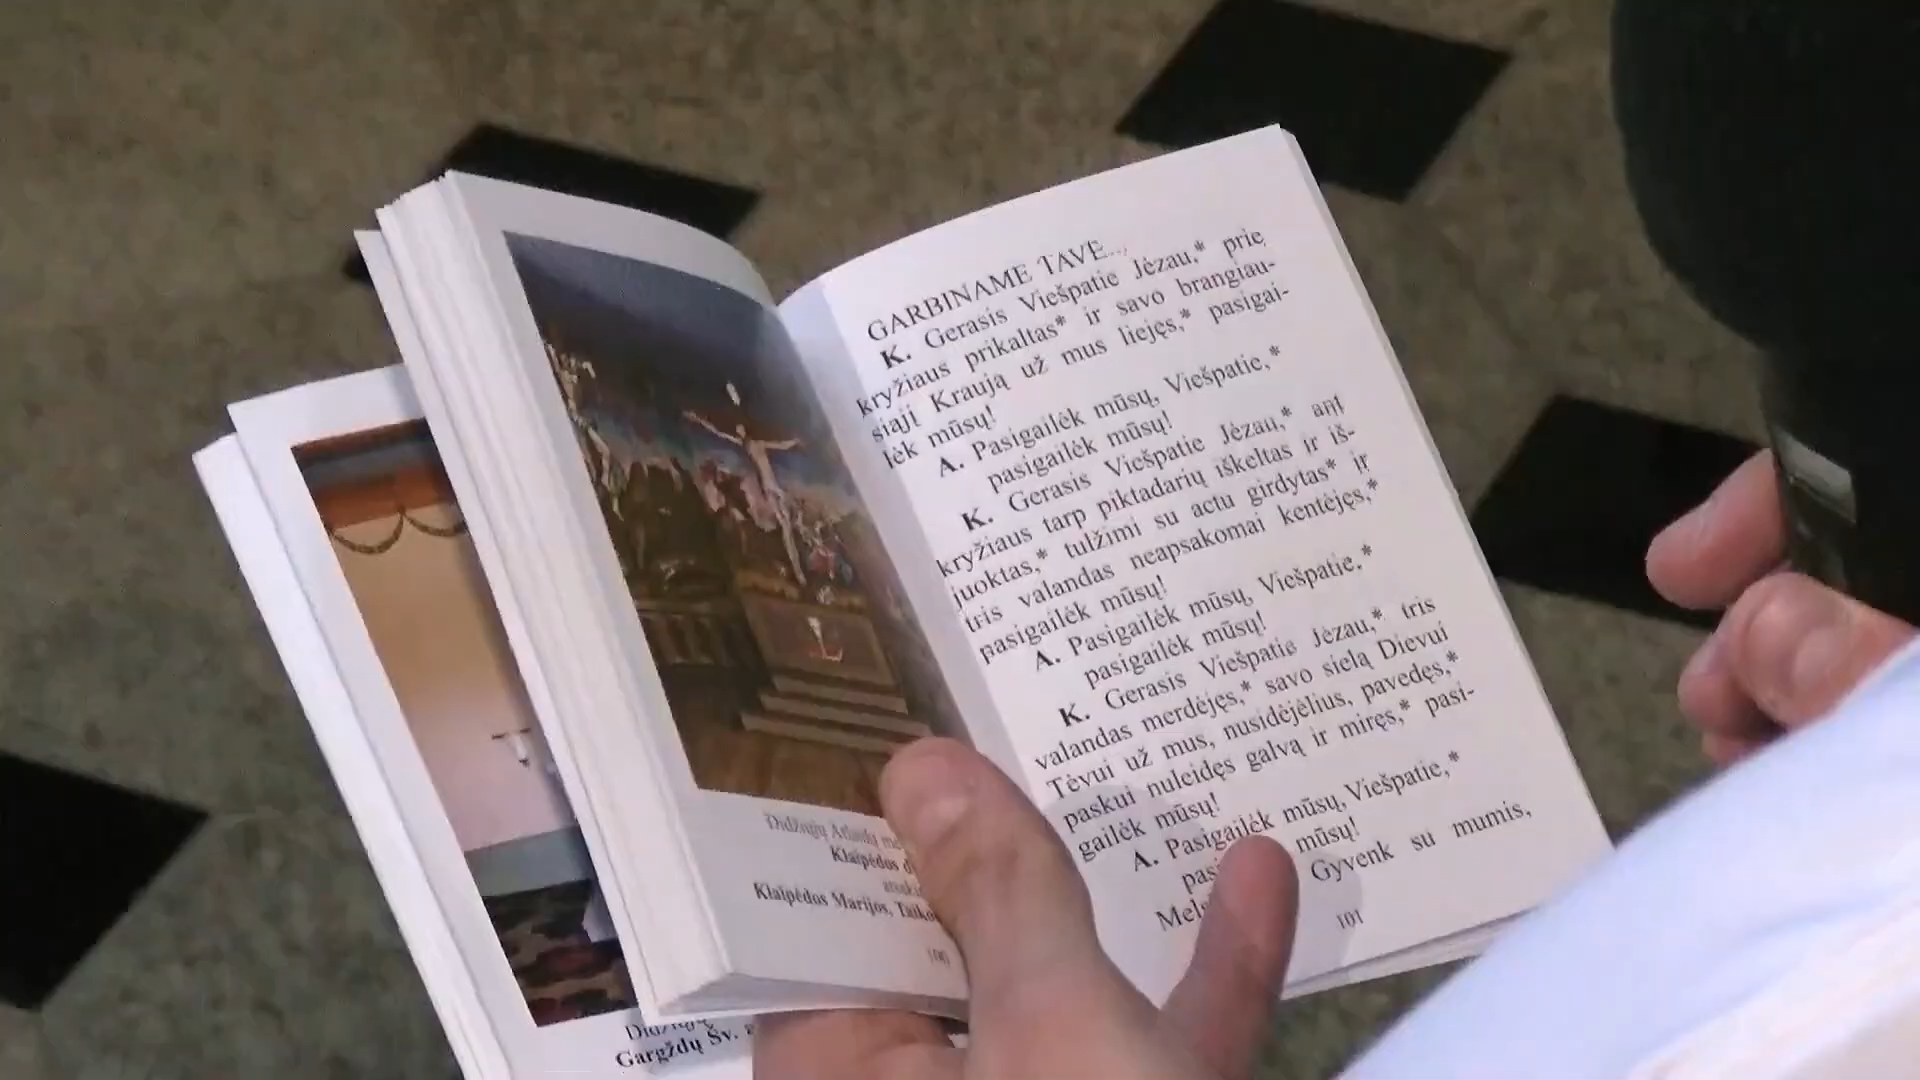 Didžiųjų Atlaidų
Klaipėdos
Klaipėdos Marijos, Taikos
100
Gargždų Šv.
GARBINAME TAVE...
K. Gerasis Viešpatie Jėzau,* prie
kryžiaus prikaltas* ir savo brangiau-
siąjį Kraują už mus liejęs,* pasigai-
lėk mūsų!
A. Pasigailėk mūsų, Viešpatie,*
pasigailėk mūsų!
K. Gerasis Viešpatie Jėzau,* ant
kryžiaus tarp piktadarių iškeltas ir iš-
juoktas,* tulžimi su actu girdytas* ir
tris valandas neapsakomai kentėjęs,*
pasigailėk mūsų!
A. Pasigailėk mūsų, Viešpatie,*
pasigailėk mūsų!
K. Gerasis Viešpatie Jėzau,* tris
valandas merdėjęs,* savo sielą Dievui
Tėvui už mus, nusidėjėlius, pavedęs,*
paskui nuleidęs galvą ir miręs,* pasi-
gailėk mūsų!
A. Pasigailėk mūsų, Viešpatie,*
mūsų!
Gyvenk su mumis,
101